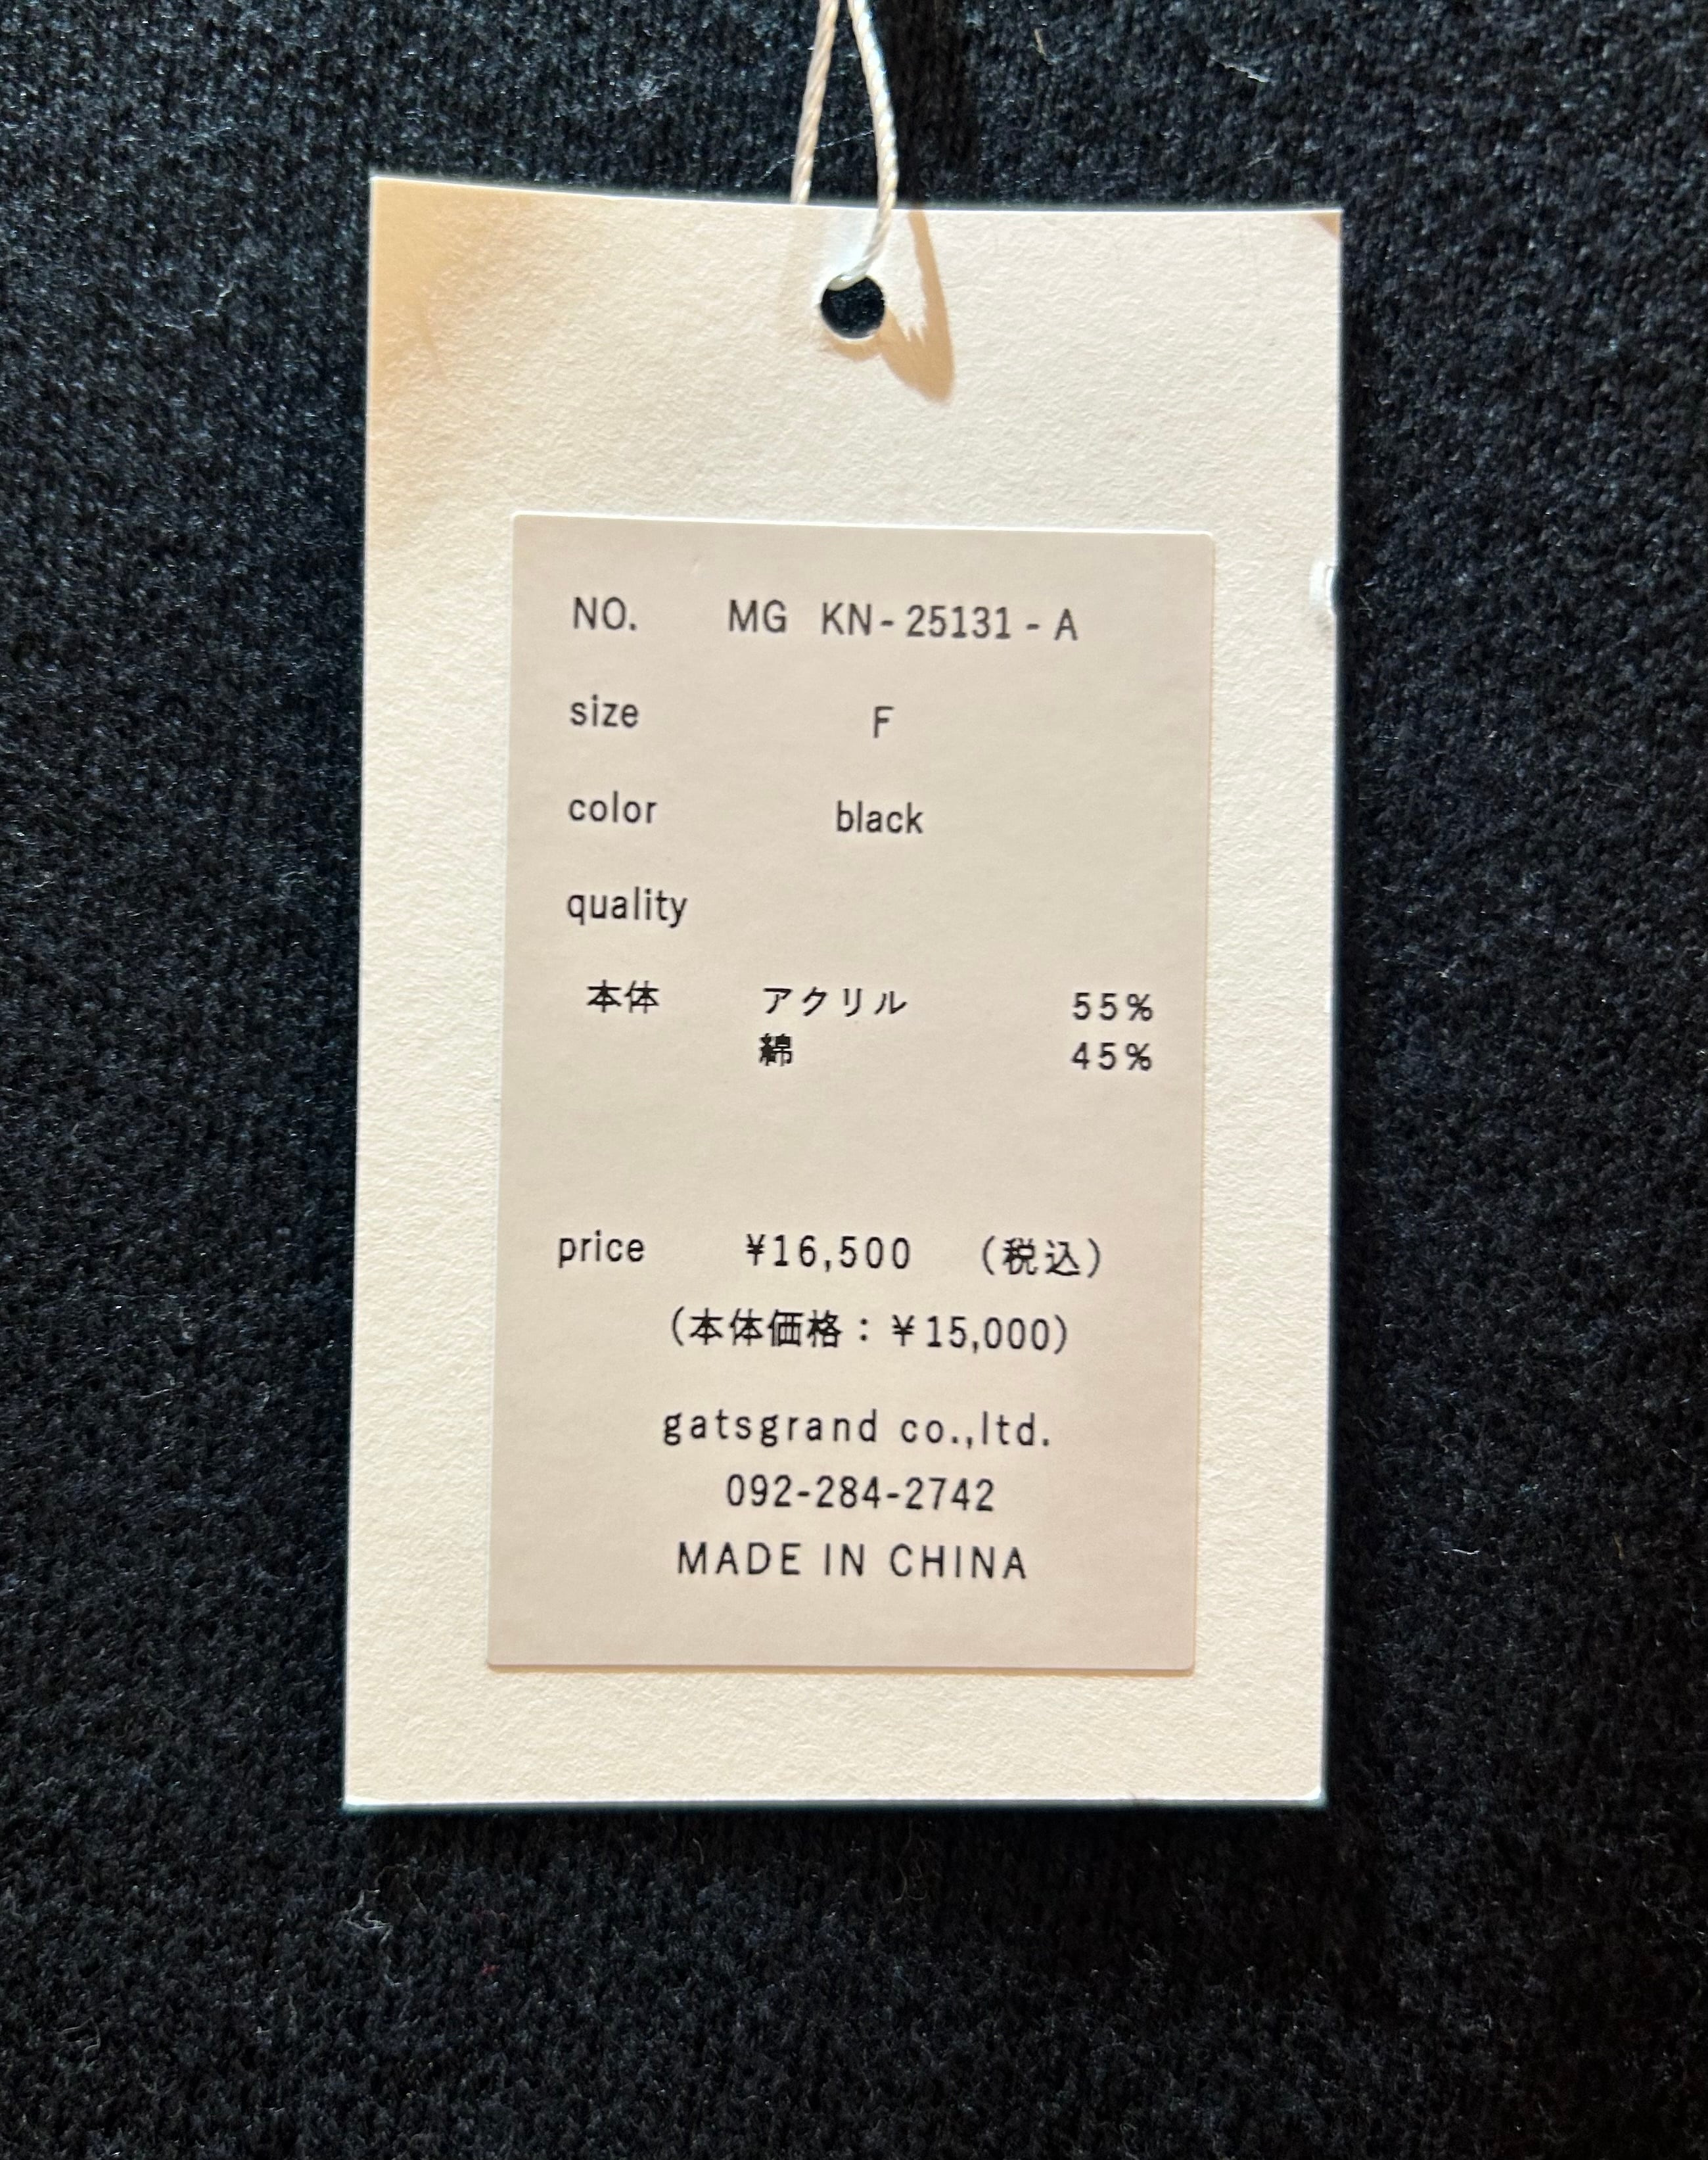 NO. MG KN-25131-A
size F
color black
quality
本体 アクリル 55%
綿 45%
price ¥16,500 (税込)
(本体価格:¥15,000)
gatsgrand co.,ltd.
092-284-2742
MADE IN CHINA